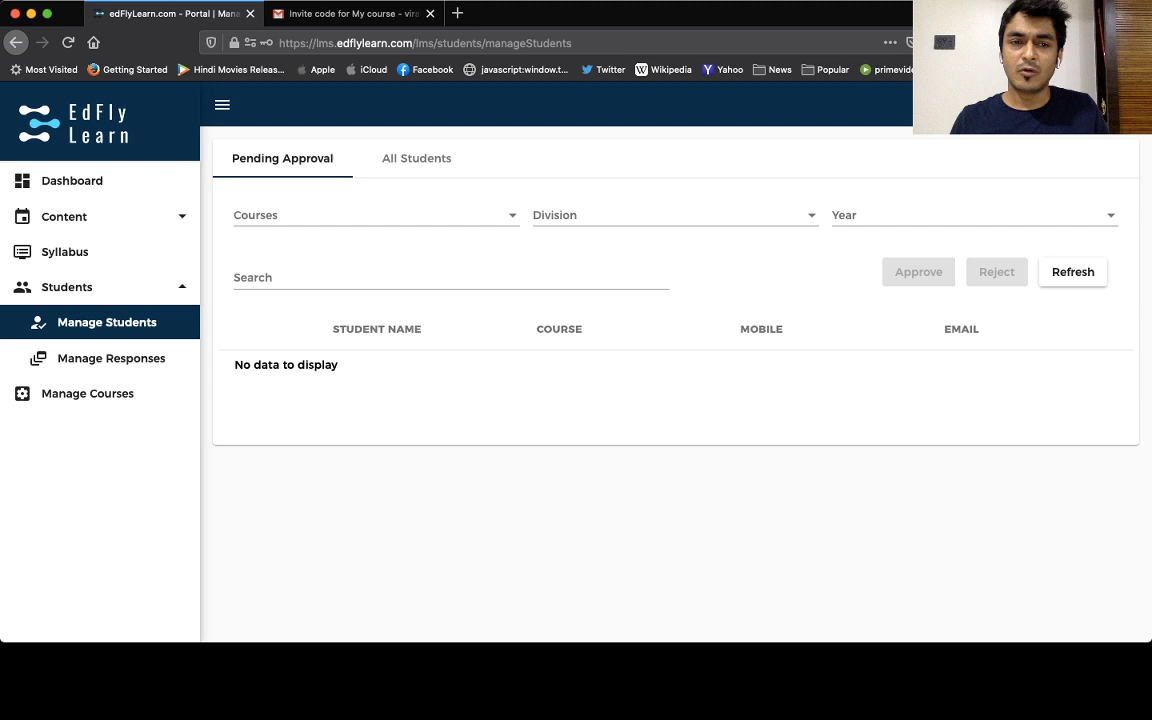 edFlyLearn.com - Portal | Mana
Invite code for My course - vira
https://lms.edflylearn.com/lms/students/manageStudents
Most Visited Getting Started Hindi Movies Releas... Apple iCloud Facebook javascript:window.t... Twitter Wikipedia Yahoo News Popular primevide
EdFly
Learn
Dashboard
Content
Syllabus
Students
Manage Students
Manage Responses
Manage Courses
Pending Approval All Students
Courses Division Year
Search Approve Reject Refresh
STUDENT NAME COURSE MOBILE EMAIL
No data to display